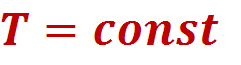 T = const